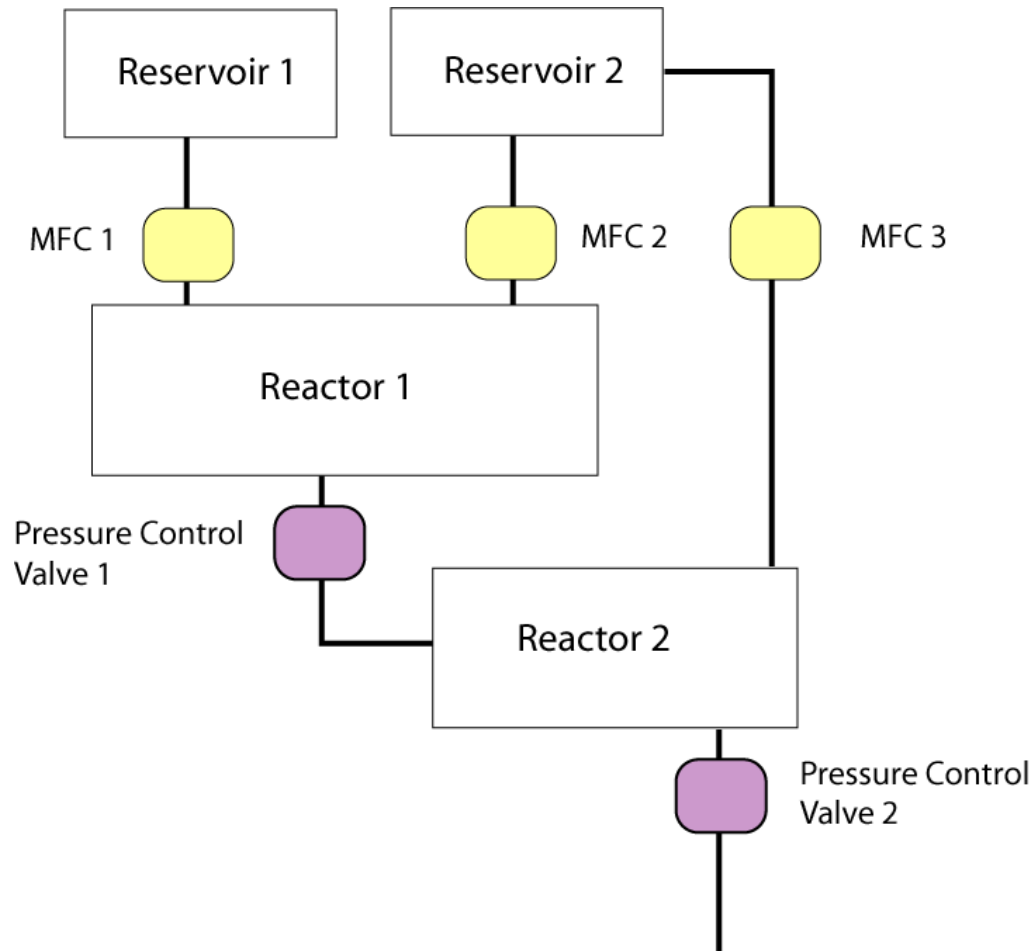 Reservoir 1
Reservoir 2
MFC 1
MFC 2
MFC 3
Reactor 1
Pressure Control
Valve 1
Reactor 2
Pressure Control
Valve 2